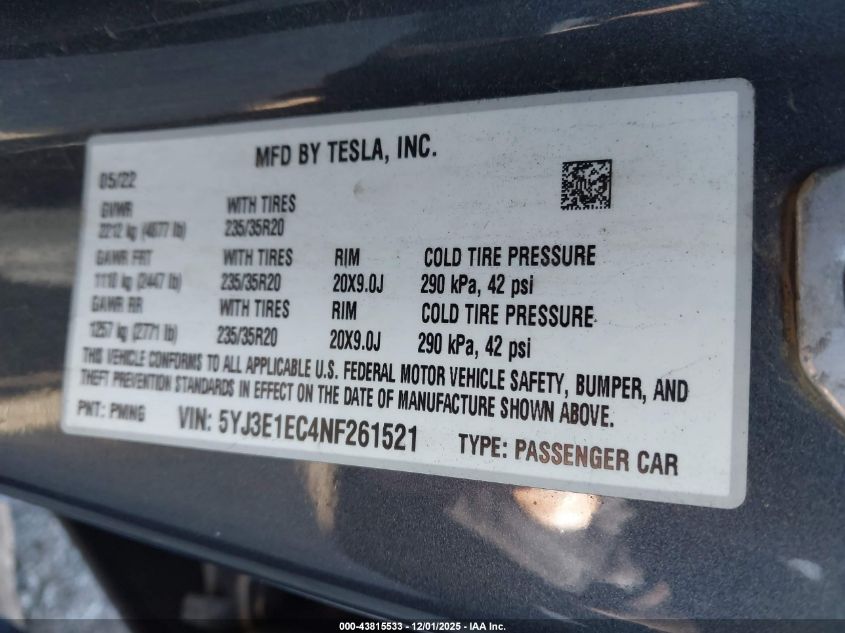 MFD BY TESLA, INC.
05/22
GVWR WITH TIRES
2212 kg (4877 lb) 235/35R20
GAWR FRT WITH TIRES RIM COLD TIRE PRESSURE
1110 kg (2447 lb) 235/35R20 20X9.0J 290 kPa, 42 psi
GAWR RR WITH TIRES RIM COLD TIRE PRESSURE
1257 kg (2771 lb) 235/35R20 20X9.0J 290 kPa, 42 psi
THIS VEHICLE CONFORMS TO ALL APPLICABLE U.S. FEDERAL MOTOR VEHICLE SAFETY, BUMPER, AND
THEFT PREVENTION STANDARDS IN EFFECT ON THE DATE OF MANUFACTURE SHOWN ABOVE.
PNT: PMNG VIN: 5YJ3E1EC4NF261521 TYPE: PASSENGER CAR
000-43815533 - 12/01/2025 - IAA Inc.